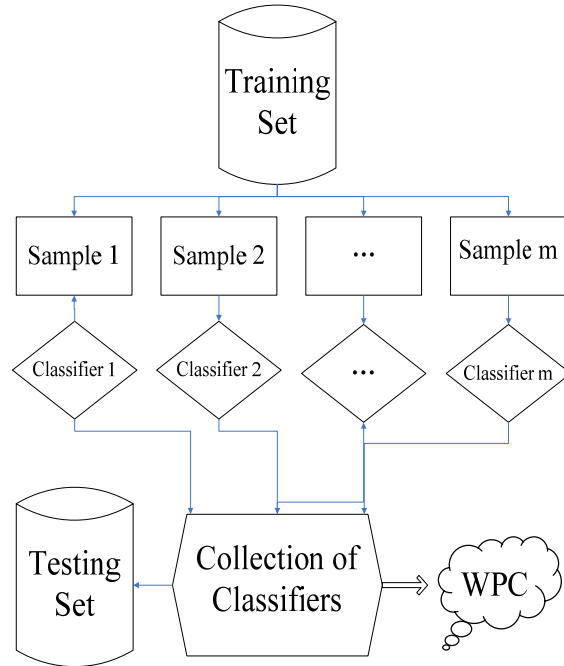 Training
Set
Sample 1
Sample 2
...
Sample m
Classifier 1
Classifier 2
...
Classifier m
Testing
Set
Collection of
Classifiers
WPC